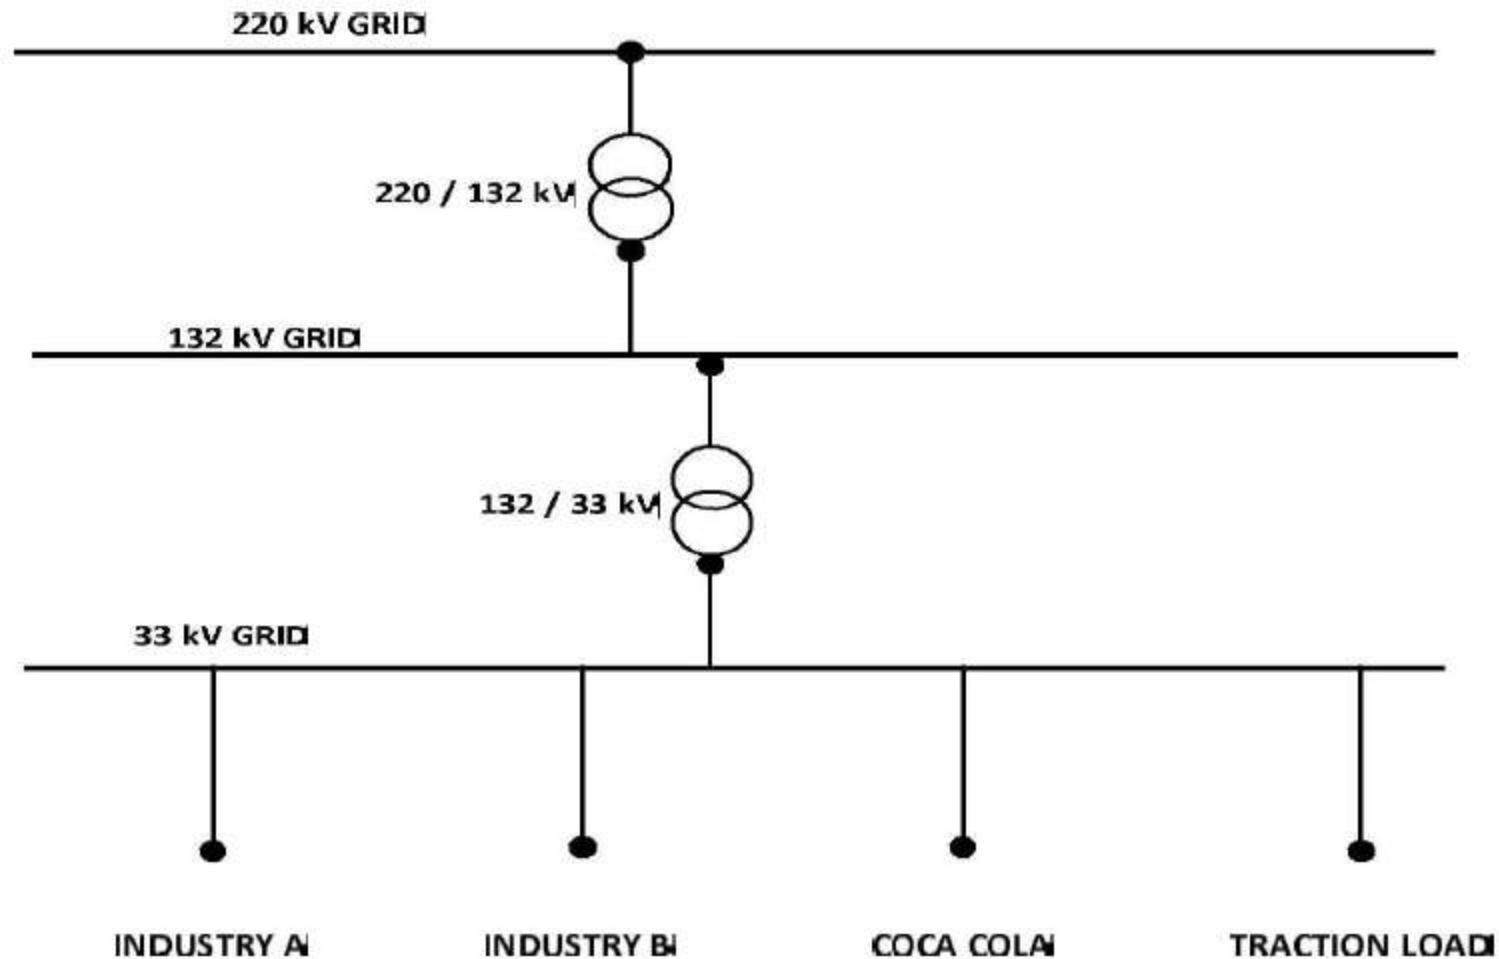 220 kV GRID
220 / 132 kV
132 kV GRID
132 / 33 kV
33 kV GRID
INDUSTRY A
INDUSTRY B
COCA COLA
TRACTION LOAD